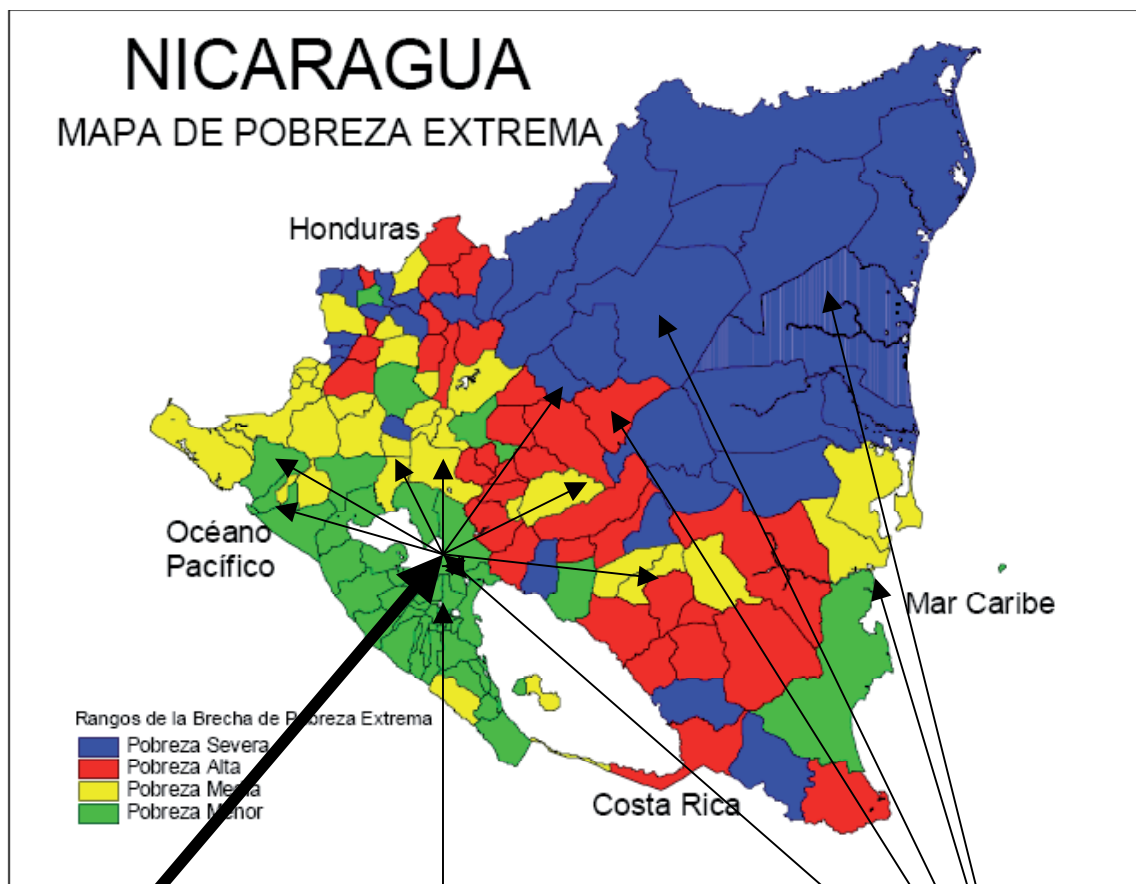 NICARAGUA
MAPA DE POBREZA EXTREMA
Honduras
Océano
Pacífico
Mar Caribe
Rangos de la Brecha de Pobreza Extrema
Pobreza Severa
Pobreza Alta
Pobreza Media
Pobreza Menor
Costa Rica